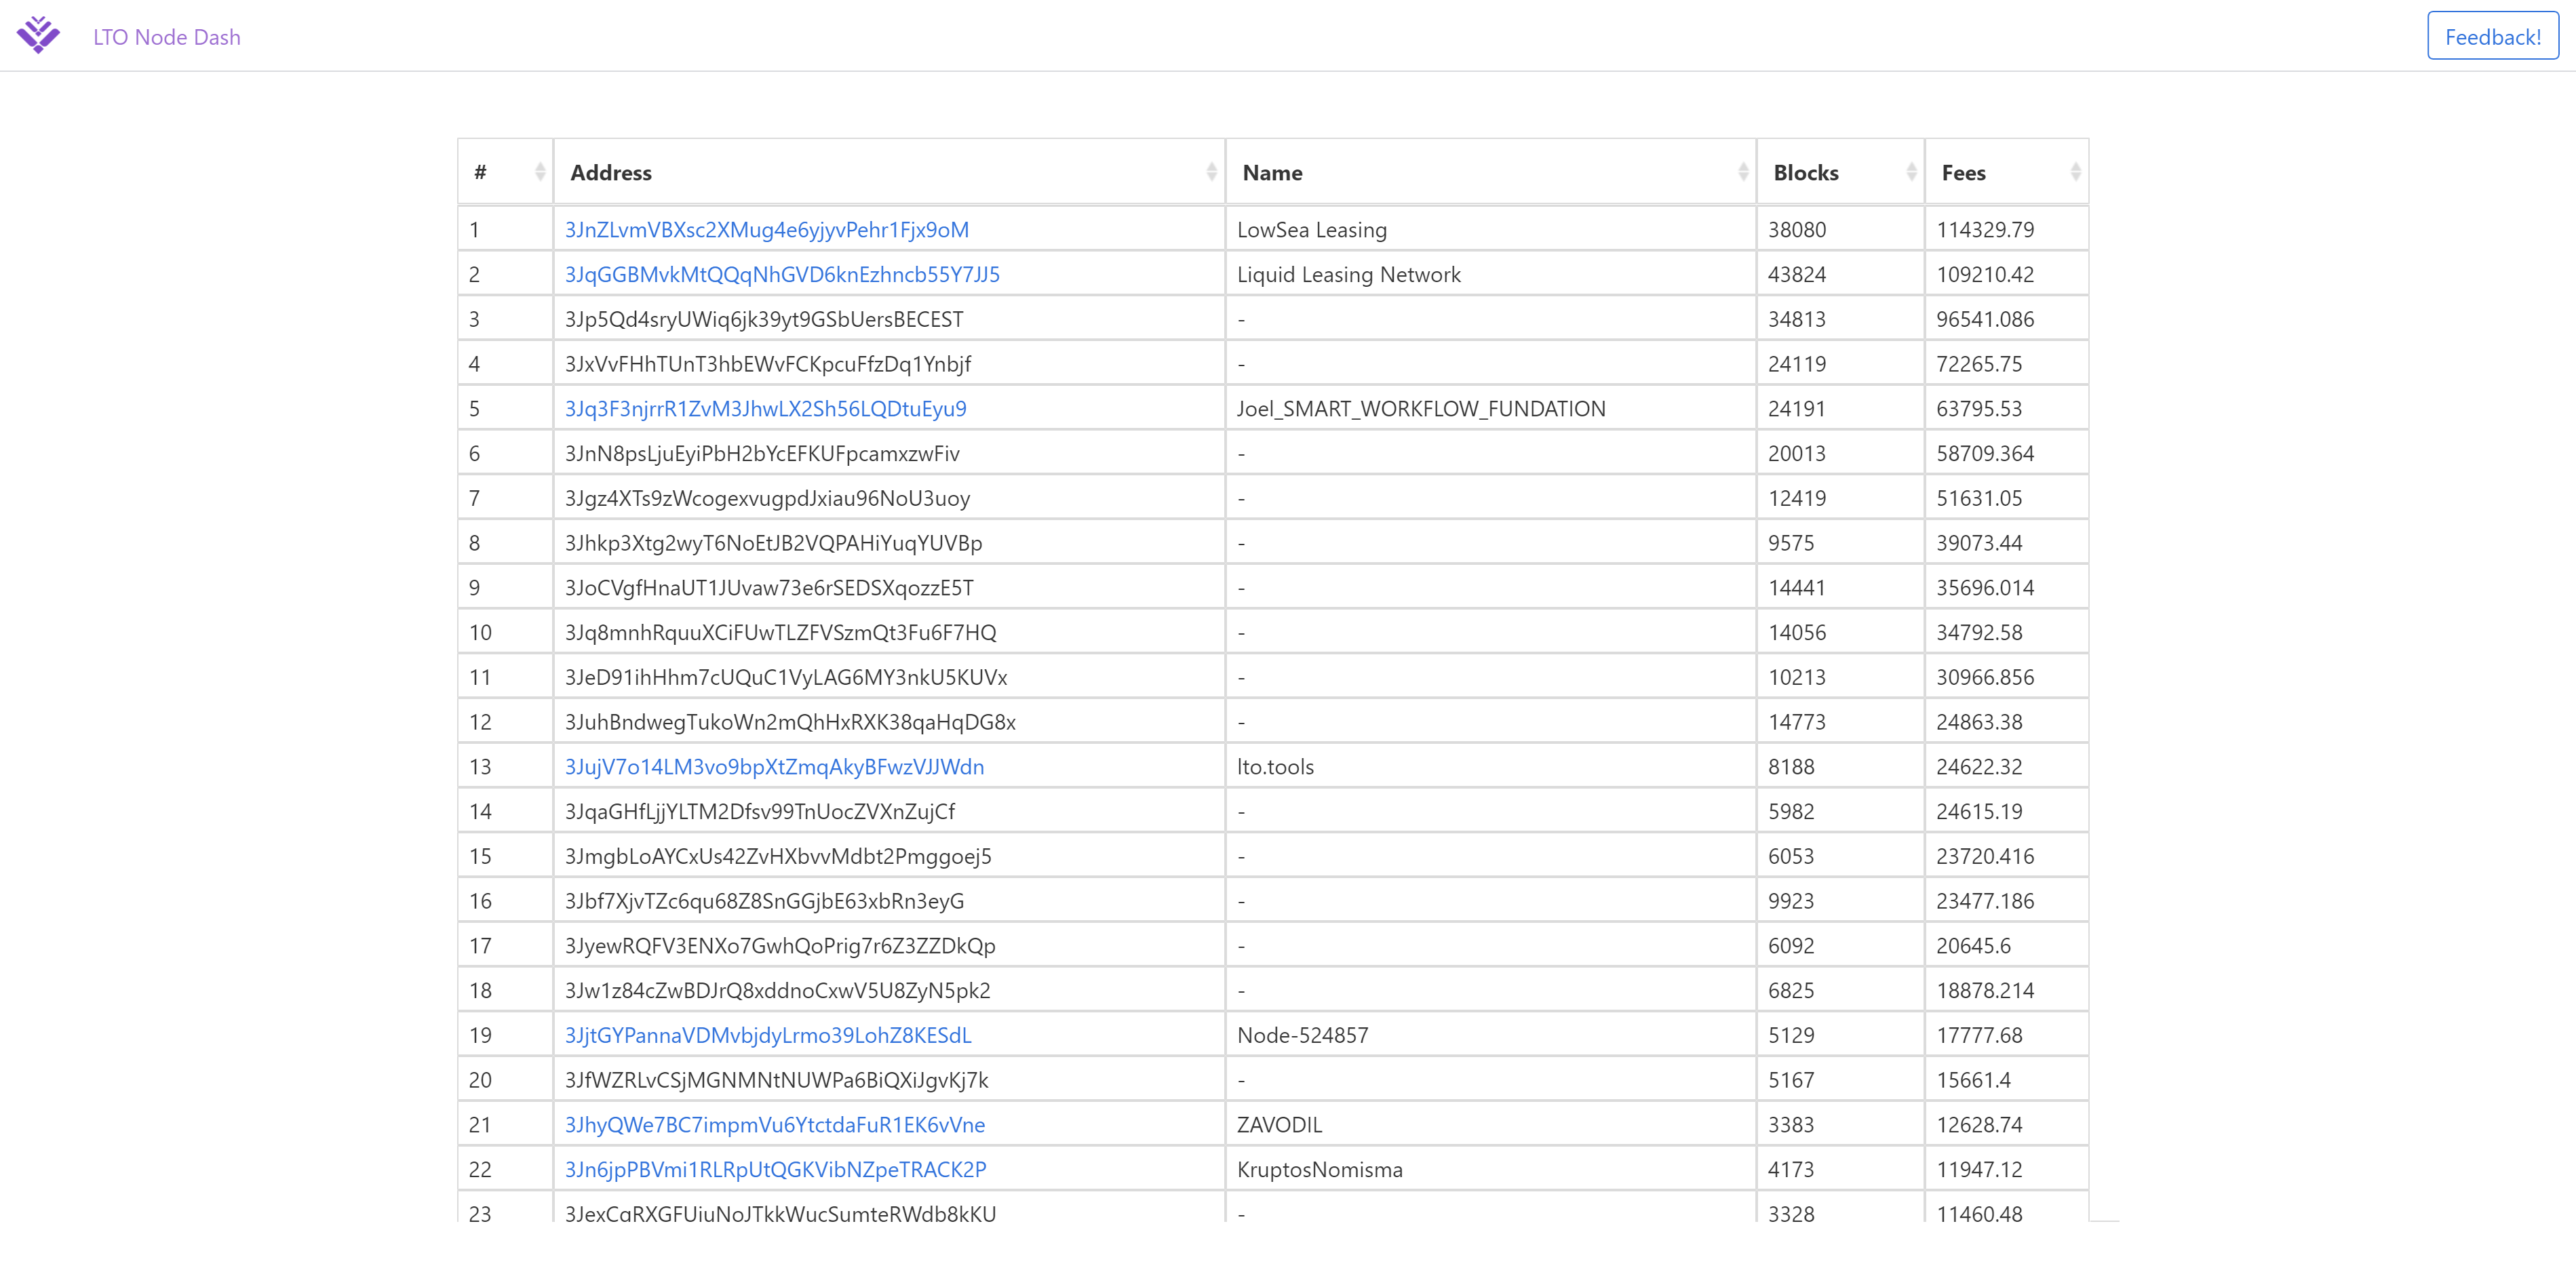 LTO Node Dash
Feedback!
# Address Name Blocks Fees
1 3JnZLvmVBXsc2XMug4e6yjyvPehr1Fjx9oM LowSea Leasing 38080 114329.79
2 3JqGGBMvkMtQQqNhGVD6knEzhncb55Y7JJ5 Liquid Leasing Network 43824 109210.42
3 3Jp5Qd4sryUWiq6jk39yt9GSbUersBECEST - 34813 96541.086
4 3JxVvFHhTUnT3hbEWvFCKpcuFfzDq1Ynbjf - 24119 72265.75
5 3Jq3F3njrrR1ZvM3JhwLX2Sh56LQDtuEyu9 Joel_SMART_WORKFLOW_FUNDATION 24191 63795.53
6 3JnN8psLjuEyiPbH2bYcEFKUFpcamxzwFiv - 20013 58709.364
7 3Jgz4XTs9zWcogexvugpdJxiau96NoU3uoy - 12419 51631.05
8 3Jhkp3Xtg2wyT6NoEtJB2VQPAHiYuqYUVBp - 9575 39073.44
9 3JoCVgfHnaUT1JUvaw73e6rSEDSXqozzE5T - 14441 35696.014
10 3Jq8mnhRquuXCiFUwTLZFVSzmQt3Fu6F7HQ - 14056 34792.58
11 3JeD91ihHhm7cUQuC1VyLAG6MY3nkU5KUVx - 10213 30966.856
12 3JuhBndwegTukoWn2mQhHxRXK38qaHqDG8x - 14773 24863.38
13 3JujV7o14LM3vo9bpXtZmqAkyBFwzVJJWdn lto.tools 8188 24622.32
14 3JqaGHfLjjYLTM2Dfsv99TnUocZVXnZujCf - 5982 24615.19
15 3JmgbLoAYCxUs42ZvHXbvvMdbt2Pmggoej5 - 6053 23720.416
16 3Jbf7XjvTZc6qu68Z8SnGGjbE63xbRn3eyG - 9923 23477.186
17 3JyewRQFV3ENXo7GwhQoPrig7r6Z3ZZDkQp - 6092 20645.6
18 3Jw1z84cZwBDJrQ8xddnoCxwV5U8ZyN5pk2 - 6825 18878.214
19 3JjtGYPannaVDMvbjdyLrmo39LohZ8KESdL Node-524857 5129 17777.68
20 3JfWZRLvCSjMGNMNtNUWPa6BiQXiJgvKj7k - 5167 15661.4
21 3JhyQWe7BC7impmVu6YtctdaFuR1EK6vVne ZAVODIL 3383 12628.74
22 3Jn6jpPBVmi1RLRpUtQGKVibNZpeTRACK2P KruptosNomisma 4173 11947.12
23 3JexCqRXGFUiuNoJTkkWucSumteRWdb8kKU - 3328 11460.48